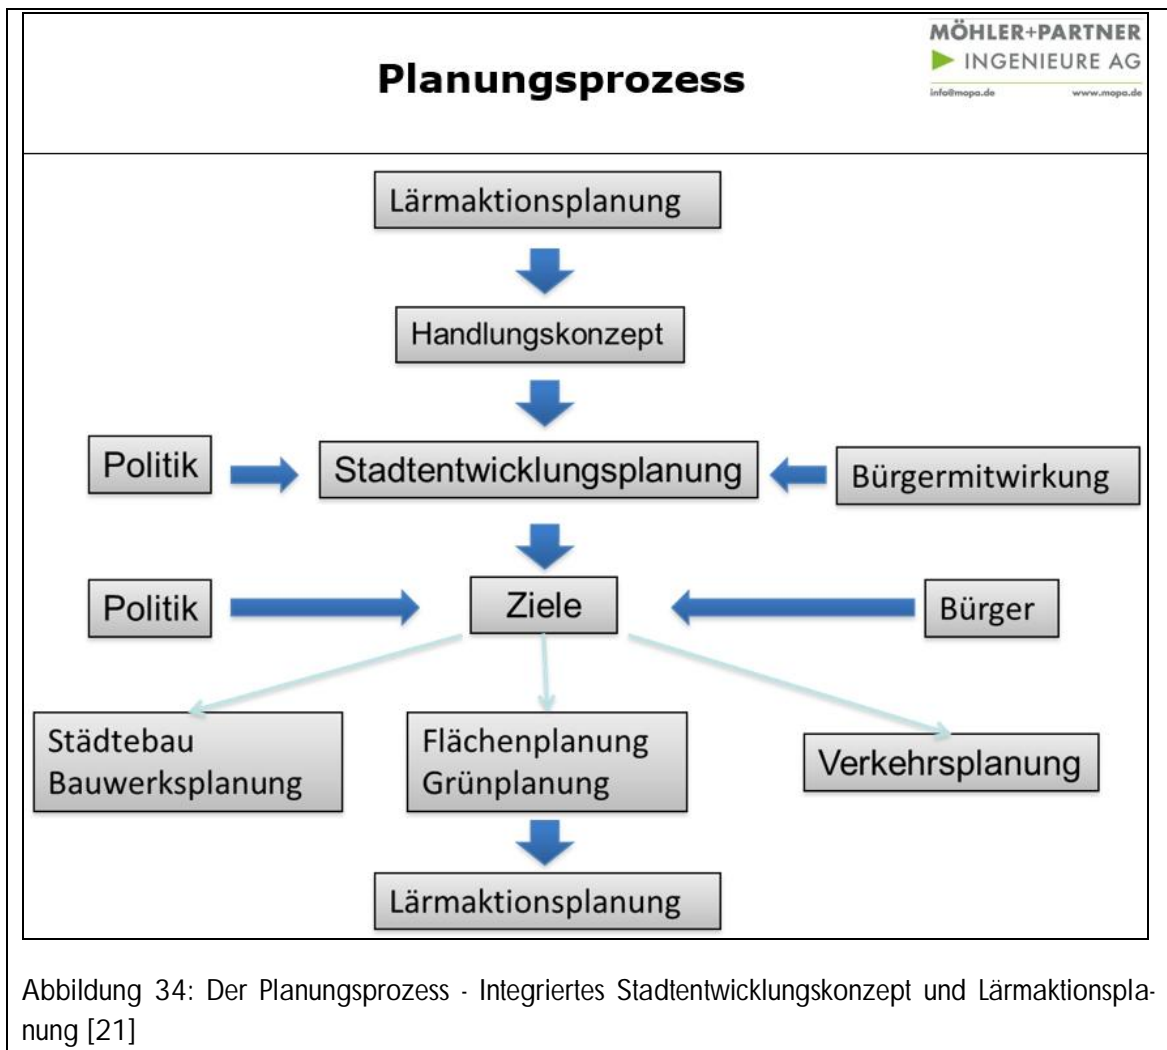 MÖHLER+PARTNER
INGENIEURE AG
info@mopa.de www.mopa.de
Planungsprozess
Lärmaktionsplanung
Handlungskonzept
Politik
Stadtentwicklungsplanung
Bürgermitwirkung
Politik
Ziele
Bürger
Städtebau
Bauwerksplanung
Flächenplanung
Grünplanung
Verkehrsplanung
Lärmaktionsplanung
Abbildung 34: Der Planungsprozess - Integriertes Stadtentwicklungskonzept und Lärmaktionspla-
nung [21]